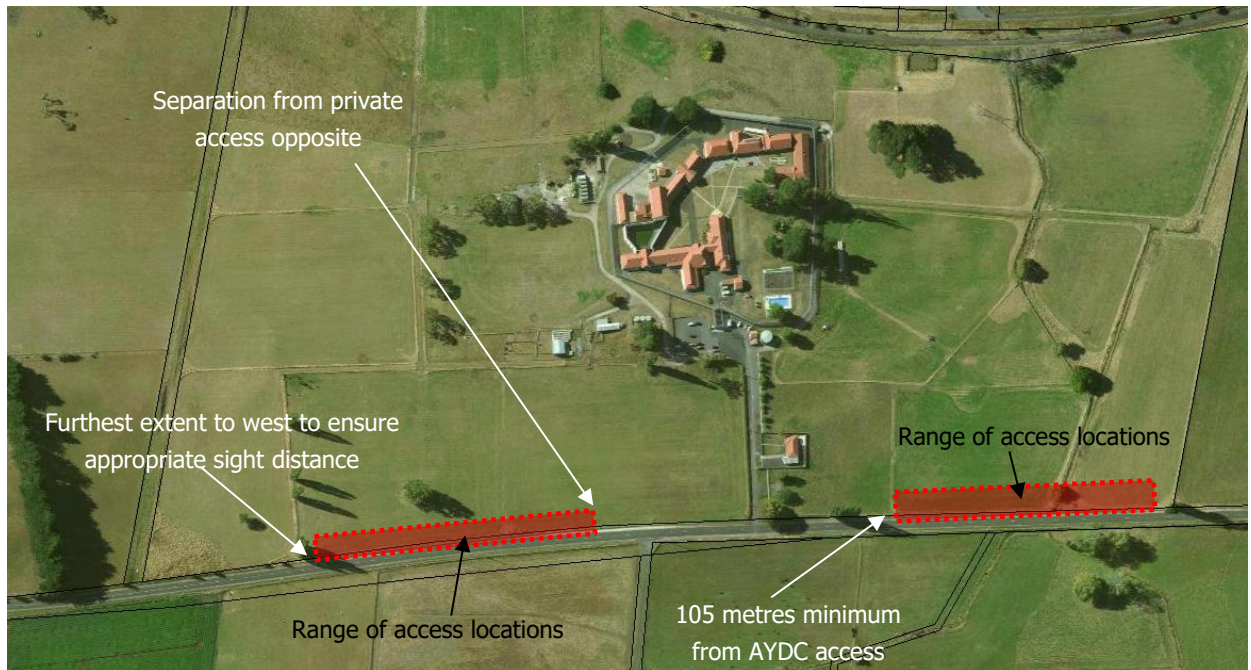 Separation from private
access opposite
Furthest extent to west to ensure
appropriate sight distance
Range of access locations
Range of access locations
105 metres minimum
from AYDC access